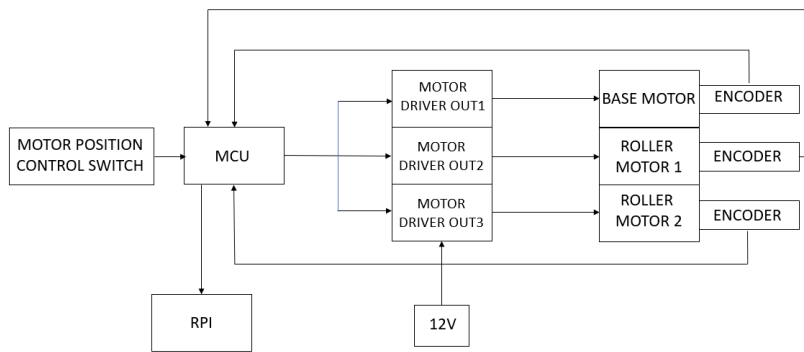 MOTOR POSITION
CONTROL SWITCH
MCU
RPI
MOTOR
DRIVER OUT1
MOTOR
DRIVER OUT2
MOTOR
DRIVER OUT3
12V
BASE MOTOR
ENCODER
ROLLER
MOTOR 1
ENCODER
ROLLER
MOTOR 2
ENCODER